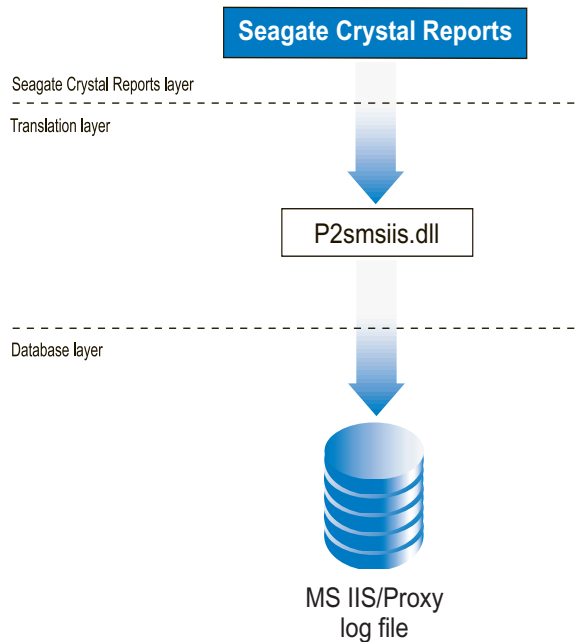 Seagate Crystal Reports
Seagate Crystal Reports layer
Translation layer
P2smsiis.dll
Database layer
MS IIS/Proxy
log file